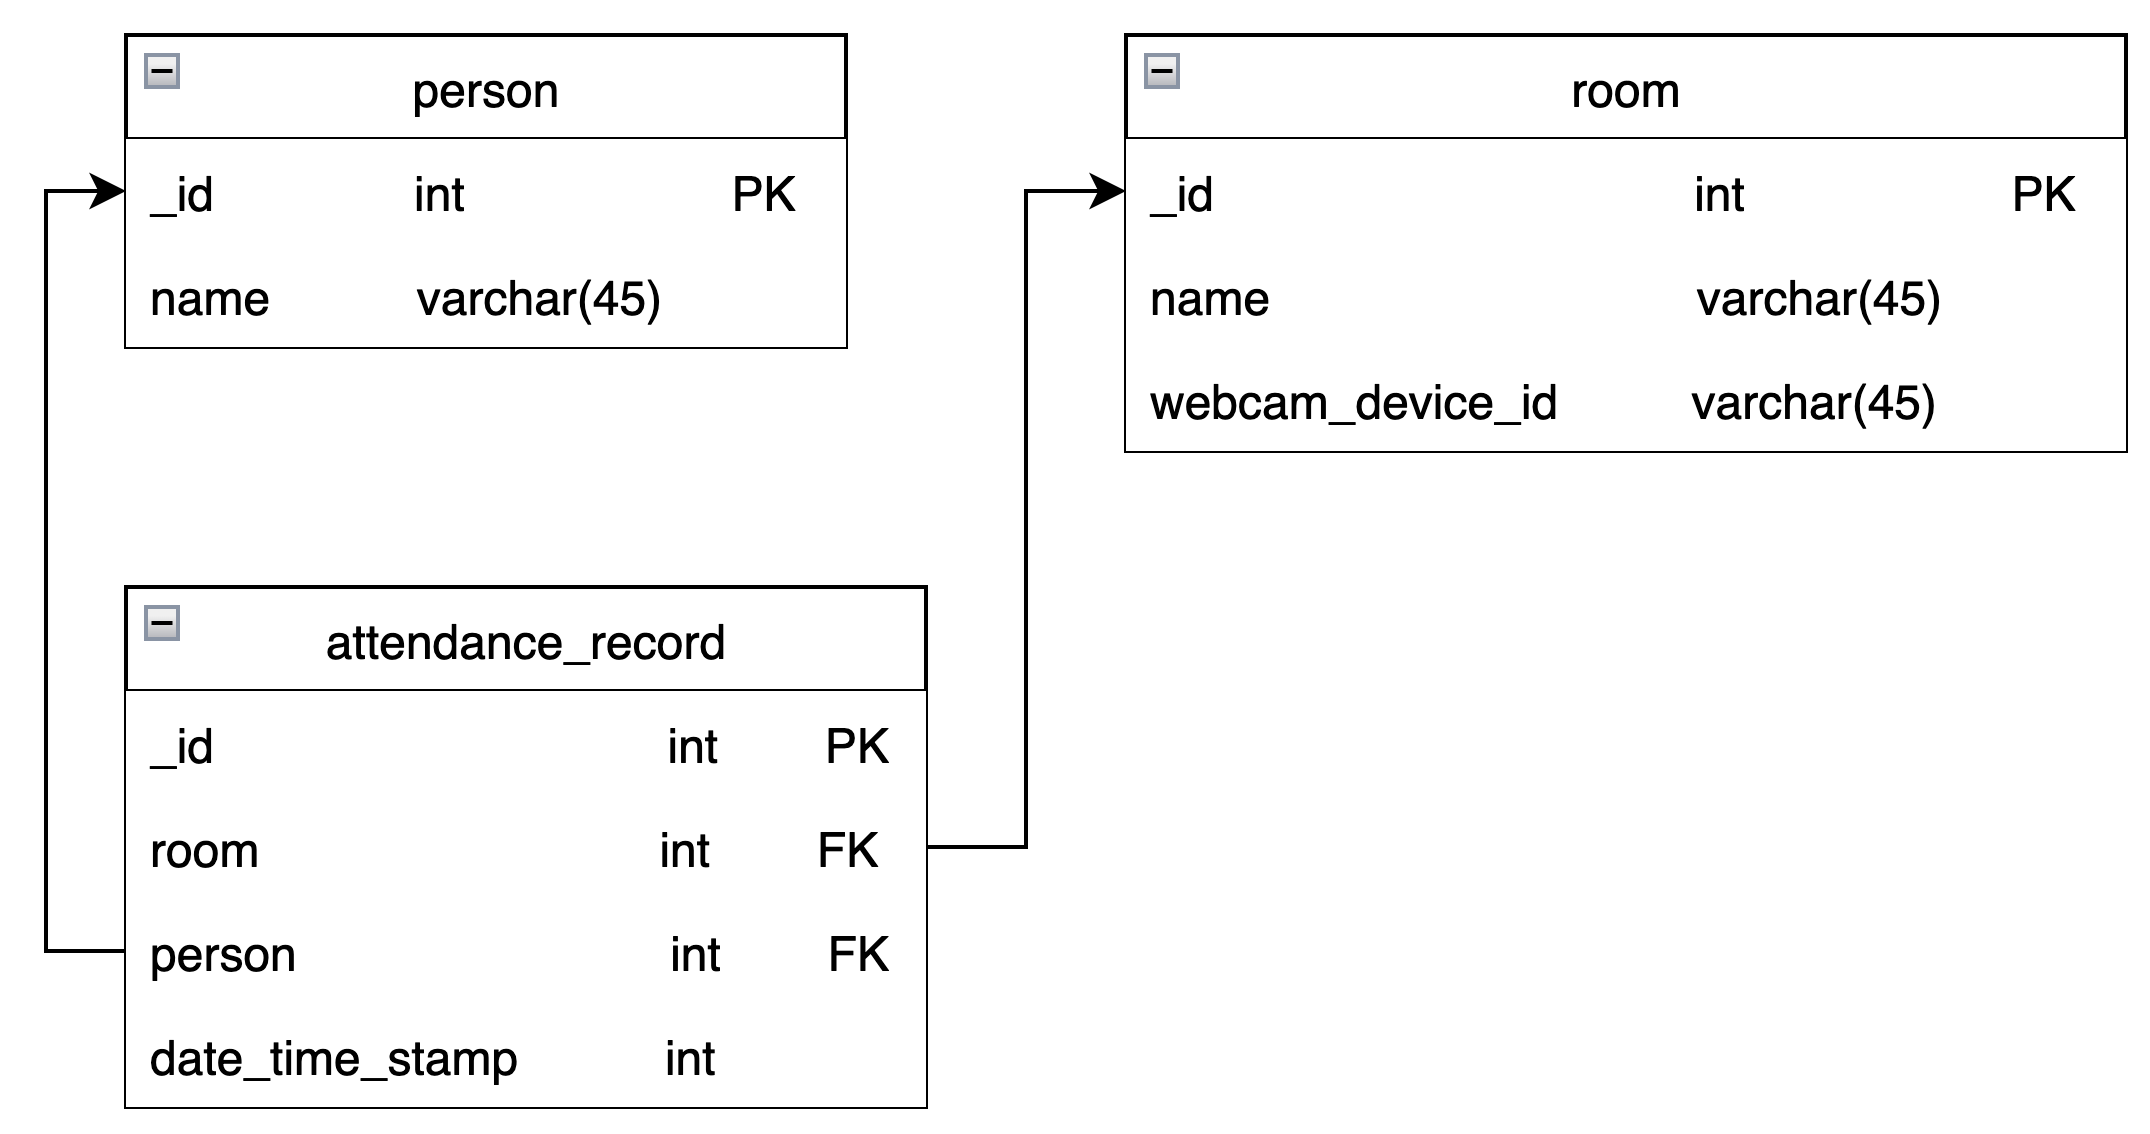 person
_id int PK
name varchar(45)
room
_id int PK
name varchar(45)
webcam_device_id varchar(45)
attendance_record
_id int PK
room int FK
person int FK
date_time_stamp int